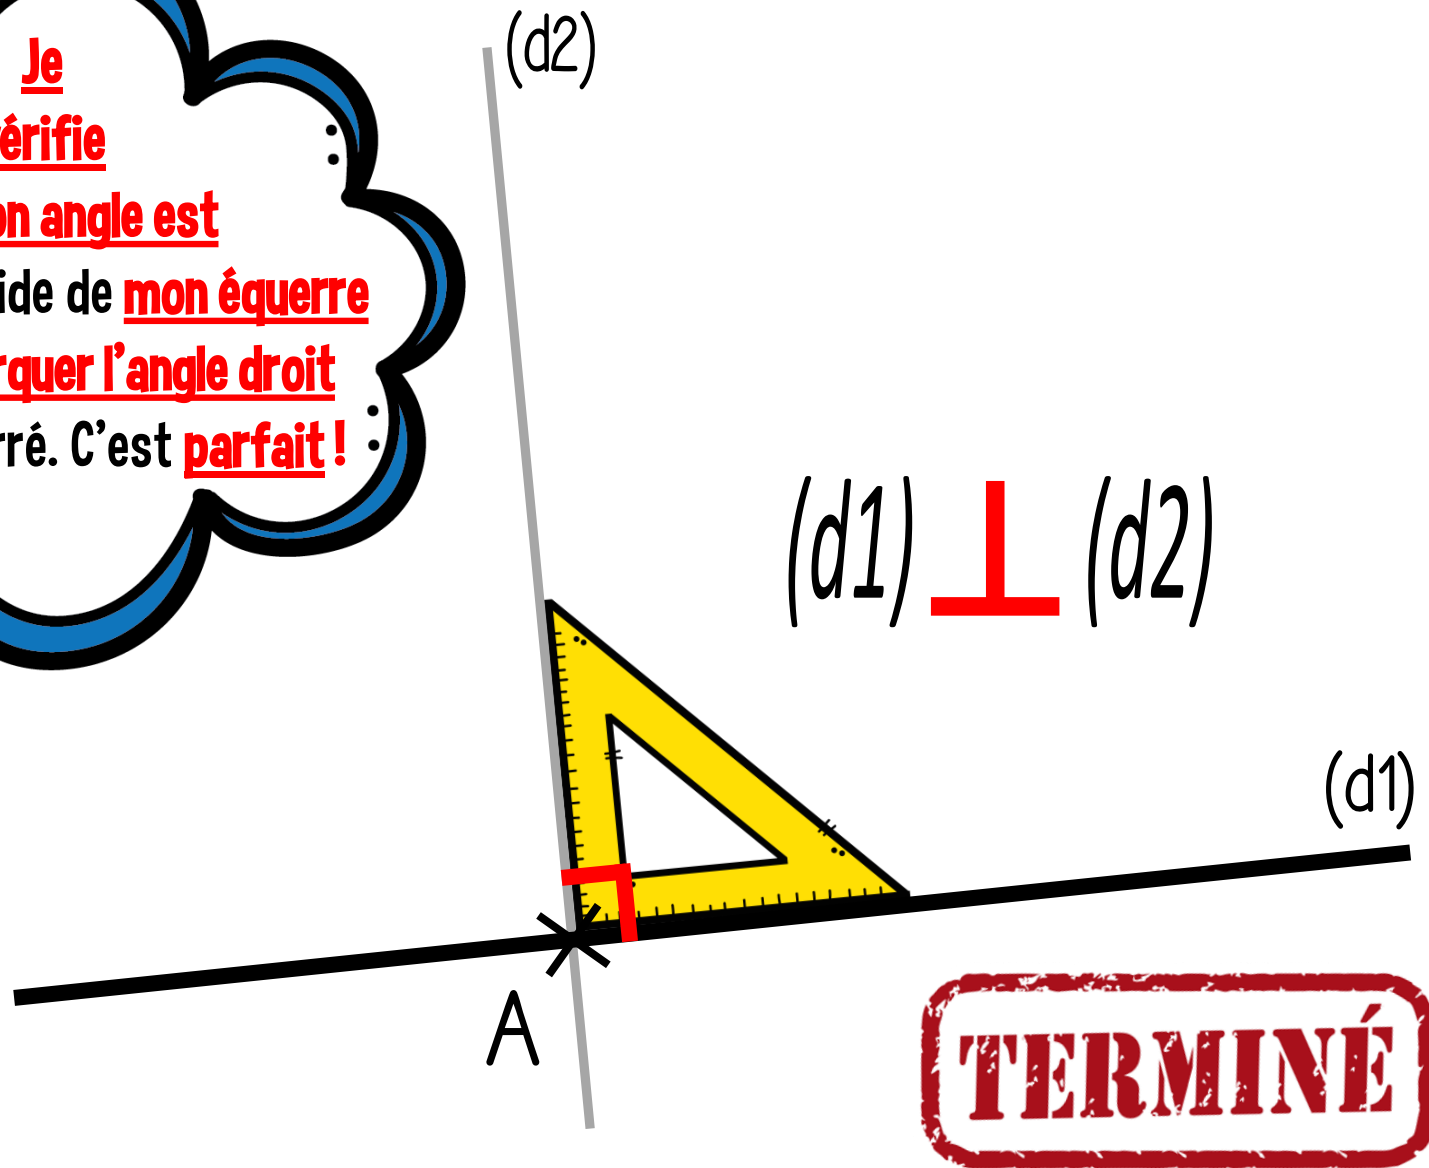 Je
érifie
on angle est
ide de mon équerre
rquer l'angle droit
rré. C'est parfait !
(d2)
(d1) ⊥ (d2)
(d1)
A
TERMINÉ